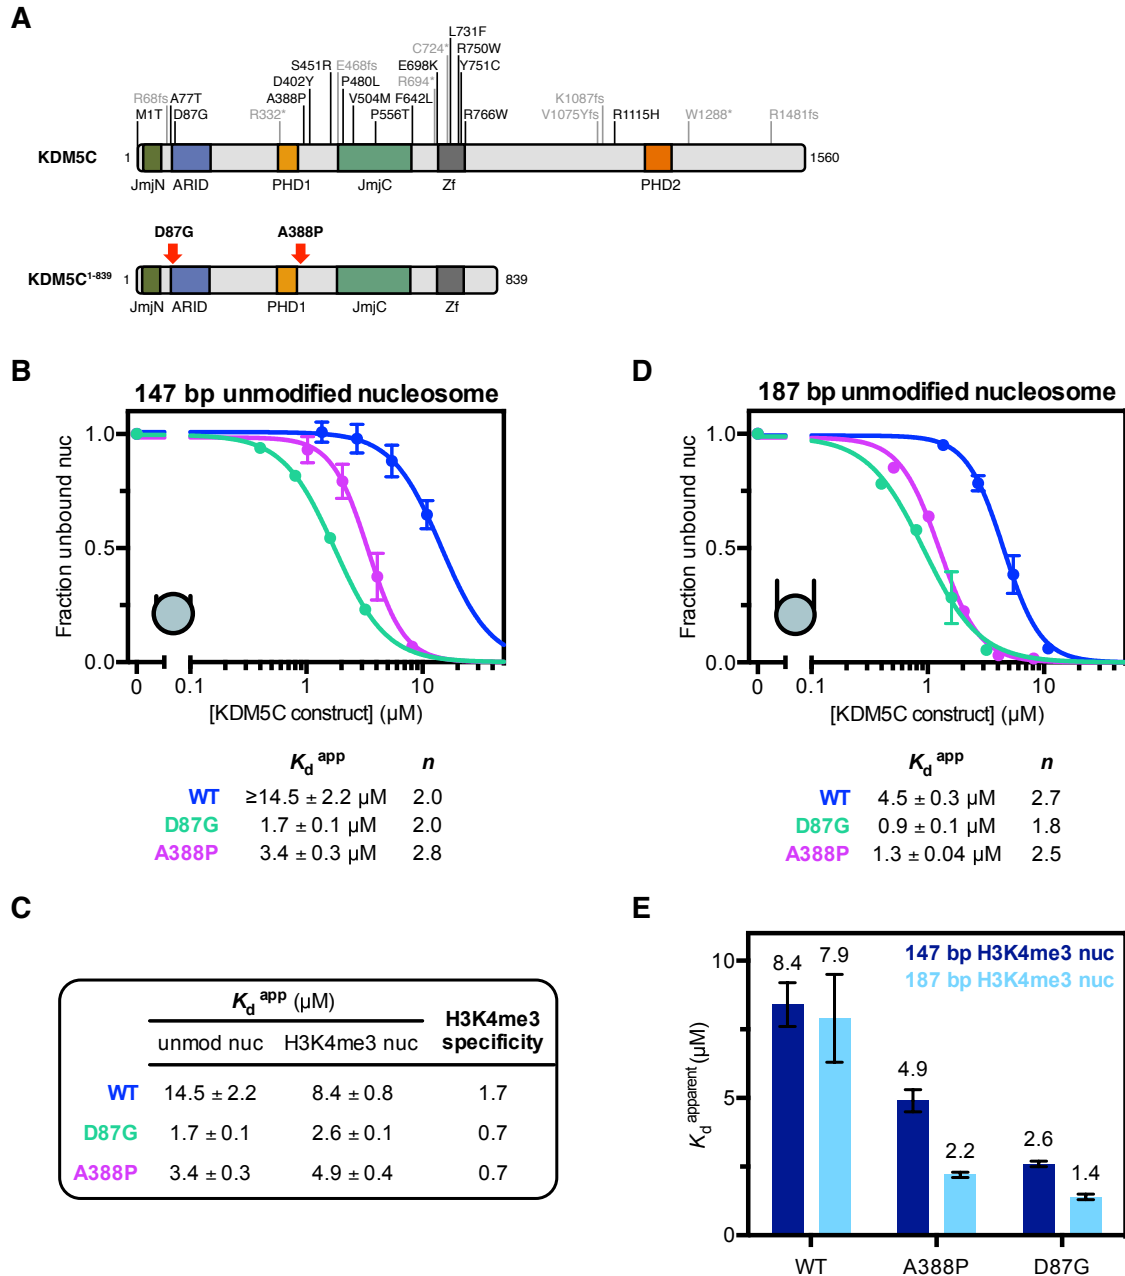 A
L731F
C724* R750W
S451R E468fs E698K Y751C
D402Y P480L R694*
R68fs A77T A388P V504M F642L K1087fs
M1T D87G R332* P556T R766W V1075Yfs R1115H W1288* R1481fs
KDM5C 1 1560
JmjN ARID PHD1 JmjC Zf PHD2
D87G A388P
KDM5C1-839 1 839
JmjN ARID PHD1 JmjC Zf
B
147 bp unmodified nucleosome
Fraction unbound nuc
1.0
0.5
0.0
0 0.1 1 10
[KDM5C construct] (µM)
Kd app n
WT ≥14.5 ± 2.2 µM 2.0
D87G 1.7 ± 0.1 µM 2.0
A388P 3.4 ± 0.3 µM 2.8
D
187 bp unmodified nucleosome
Fraction unbound nuc
1.0
0.5
0.0
0 0.1 1 10
[KDM5C construct] (µM)
Kd app n
WT 4.5 ± 0.3 µM 2.7
D87G 0.9 ± 0.1 µM 1.8
A388P 1.3 ± 0.04 µM 2.5
C
Kd app (µM) H3K4me3 specificity
unmod nuc H3K4me3 nuc
WT 14.5 ± 2.2 8.4 ± 0.8 1.7
D87G 1.7 ± 0.1 2.6 ± 0.1 0.7
A388P 3.4 ± 0.3 4.9 ± 0.4 0.7
E
147 bp H3K4me3 nuc
187 bp H3K4me3 nuc
Kd apparent (µM)
10
5
0
8.4 7.9
4.9 2.2
2.6 1.4
WT A388P D87G